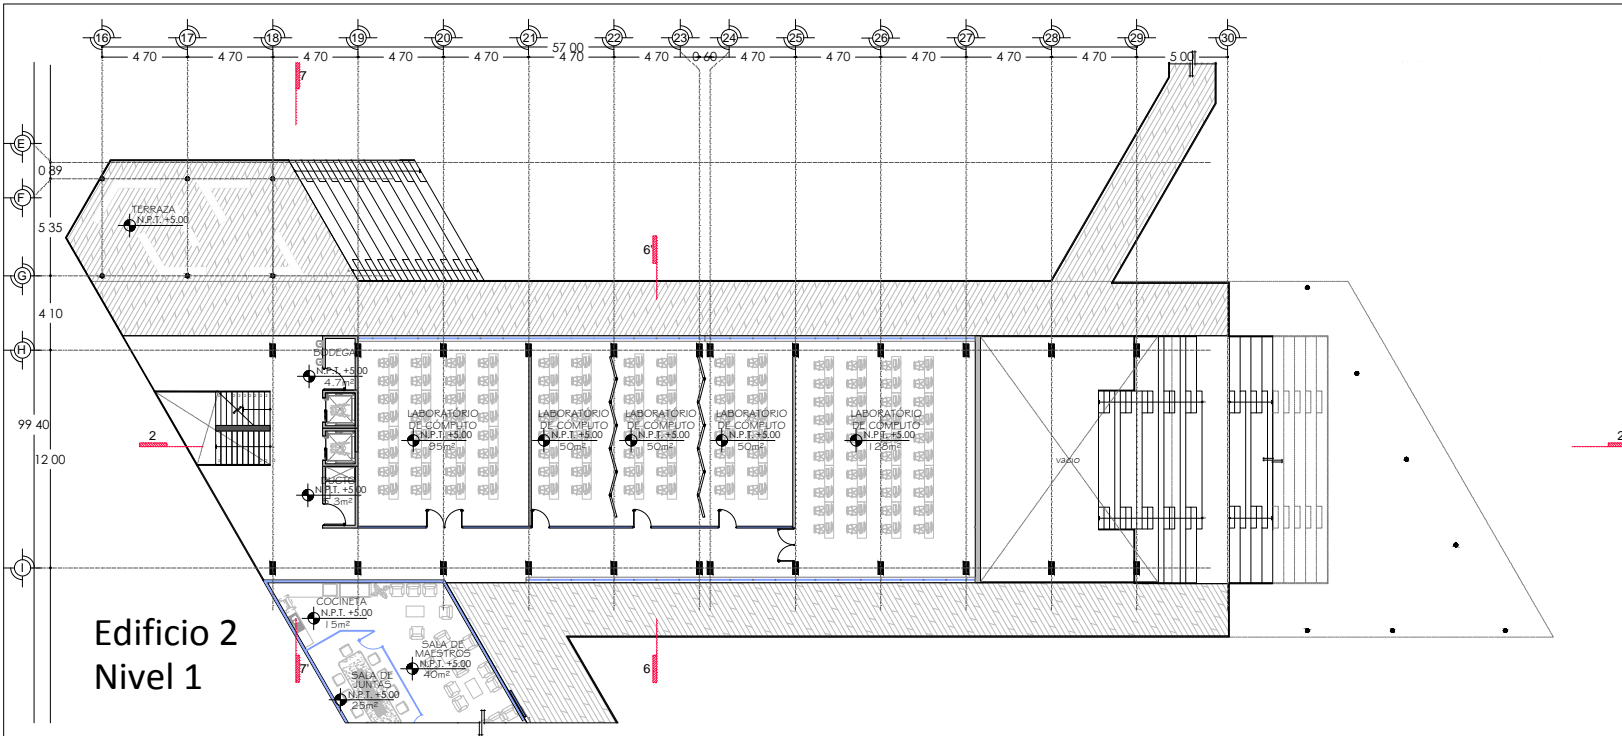 16 17 18 19 20 21 22 23 24 25 26 27 28 29 30
57 00
4 70 4 70 4 70 4 70 4 70 4 70 4 70 0 60 4 70 4 70 4 70 4 70 4 70 5 00
7
E
0 89
F
5 35
TERRAZA
N.P.T. +5.00
6'
G
4 10
H
BODEGA
N.P.T. +5.00
4.7m²
LABORATORIO
DE COMPUTO
N.P.T. +5.00
95m²
LABORATORIO
DE COMPUTO
N.P.T. +5.00
50m²
LABORATORIO
DE COMPUTO
N.P.T. +5.00
50m²
LABORATORIO
DE COMPUTO
N.P.T. +5.00
50m²
LABORATORIO
DE COMPUTO
N.P.T. +5.00
128m²
99 40
2
2
12 00
vacio
DUCTO
N.P.T. +5.00
I
COCINETA
N.P.T. +5.00
15m²
SALA DE
MAESTROS
N.P.T. +5.00
40m²
SALA DE
JUNTAS
N.P.T. +5.00
25m²
7'
6
Edificio 2
Nivel 1